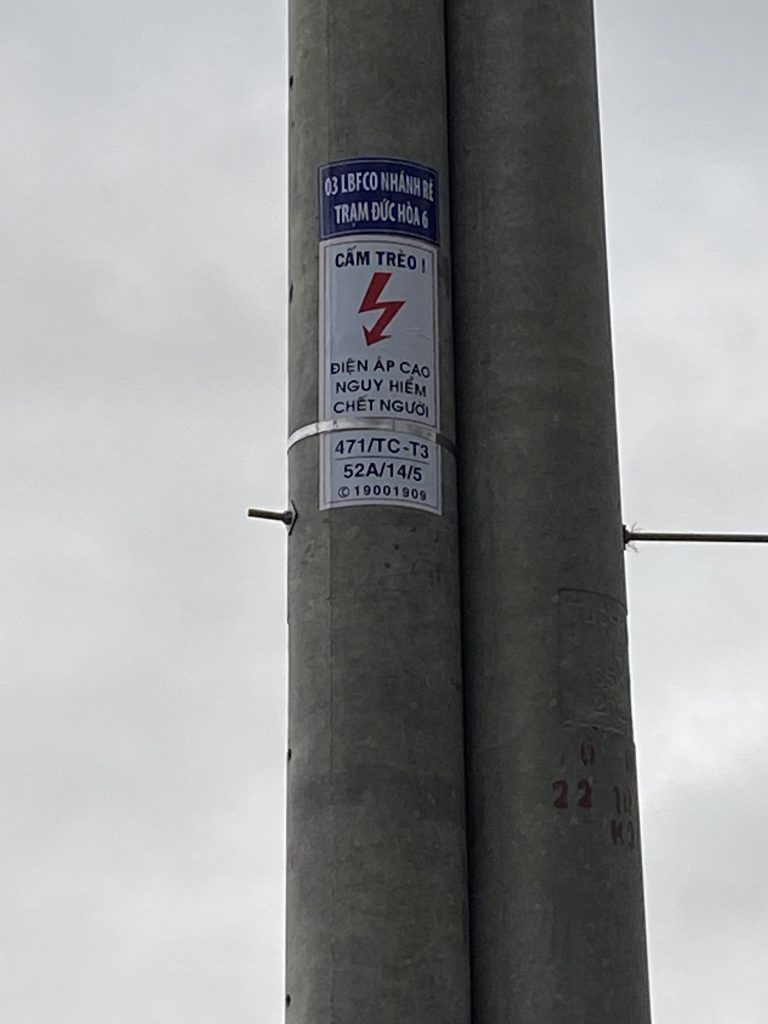 03 LBFCO NHÁNH RẼ
TRẠM ĐỨC HÒA 6
CẤM TRÈO !
ĐIỆN ÁP CAO
NGUY HIỂM
CHẾT NGƯỜI
471/TC-T3
52A/14/5
✆ 19001909
22